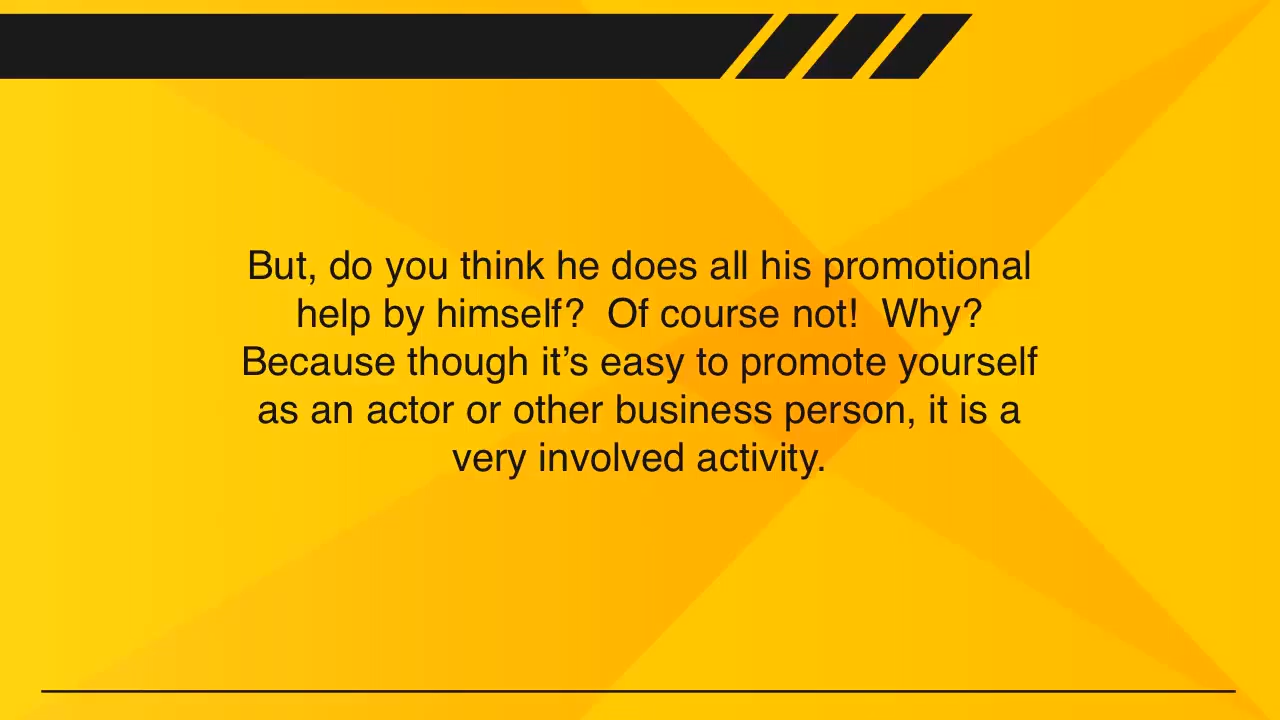 But, do you think he does all his promotional
help by himself?  Of course not!  Why?
Because though it’s easy to promote yourself
as an actor or other business person, it is a
very involved activity.